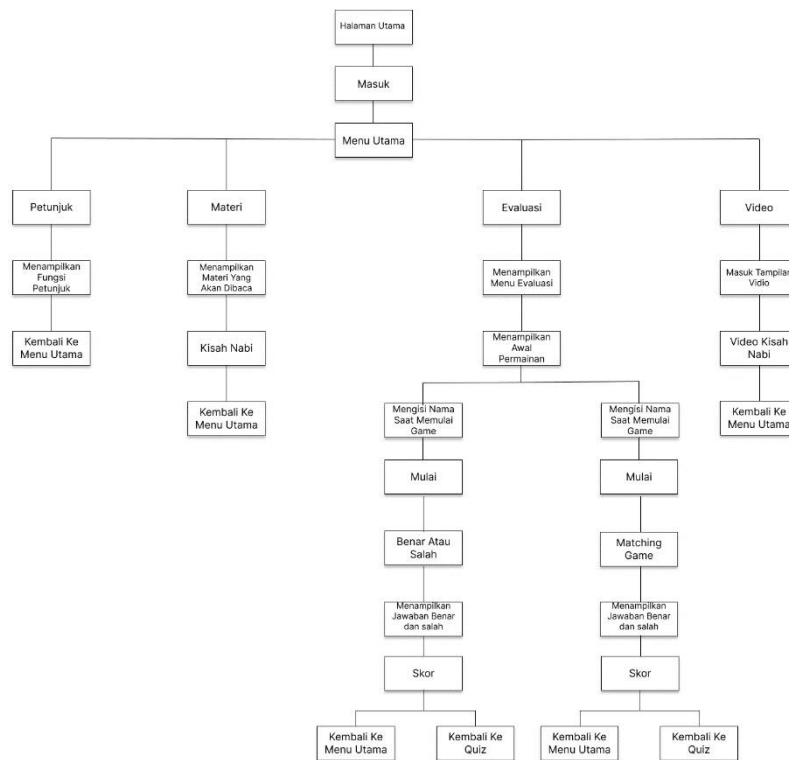 Halaman Utama
Masuk
Menu Utama
Petunjuk
Materi
Evaluasi
Video
Menampilkan
Fungsi
Petunjuk
Menampilkan
Materi Yang
Akan Dibaca
Menampilkan
Menu Evaluasi
Masuk Tampilan
Vidio
Kembali Ke
Menu Utama
Kisah Nabi
Menampilkan
Awal
Permainan
Video Kisah
Nabi
Kembali Ke
Menu Utama
Mengisi Nama
Saat Memulai
Game
Mengisi Nama
Saat Memulai
Game
Kembali Ke
Menu Utama
Mulai
Mulai
Benar Atau
Salah
Matching
Game
Menampilkan
Jawaban Benar
dan salah
Menampilkan
Jawaban Benar
dan salah
Skor
Skor
Kembali Ke
Menu Utama
Kembali Ke
Quiz
Kembali Ke
Menu Utama
Kembali Ke
Quiz